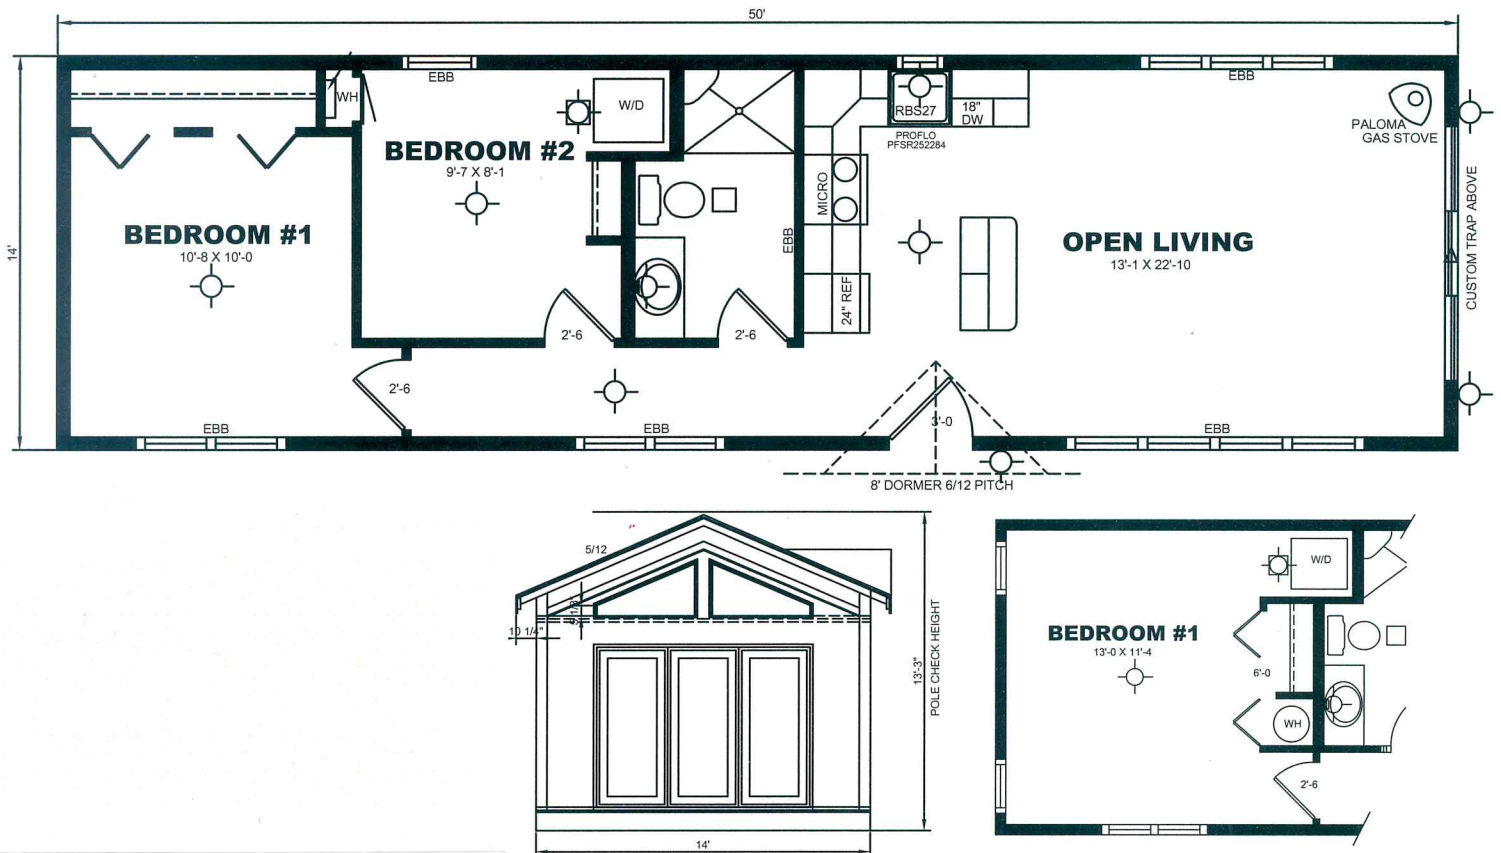 50'
14'
EBB
EBB
WH
W/D
RBS27
18"
DW
PROFLO
PFSR252284
PALOMA
GAS STOVE
BEDROOM #2
9'-7 X 8'-1
MICRO
CUSTOM TRAP ABOVE
BEDROOM #1
10'-8 X 10'-0
EBB
OPEN LIVING
13'-1 X 22'-10
24" REF
2'-6
2'-6
2'-6
3'-0
EBB
EBB
EBB
8' DORMER 6/12 PITCH
5/12
10 1/4"
13'-3"
POLE CHECK HEIGHT
14'
W/D
BEDROOM #1
13'-0 X 11'-4
6'-0
WH
2'-6